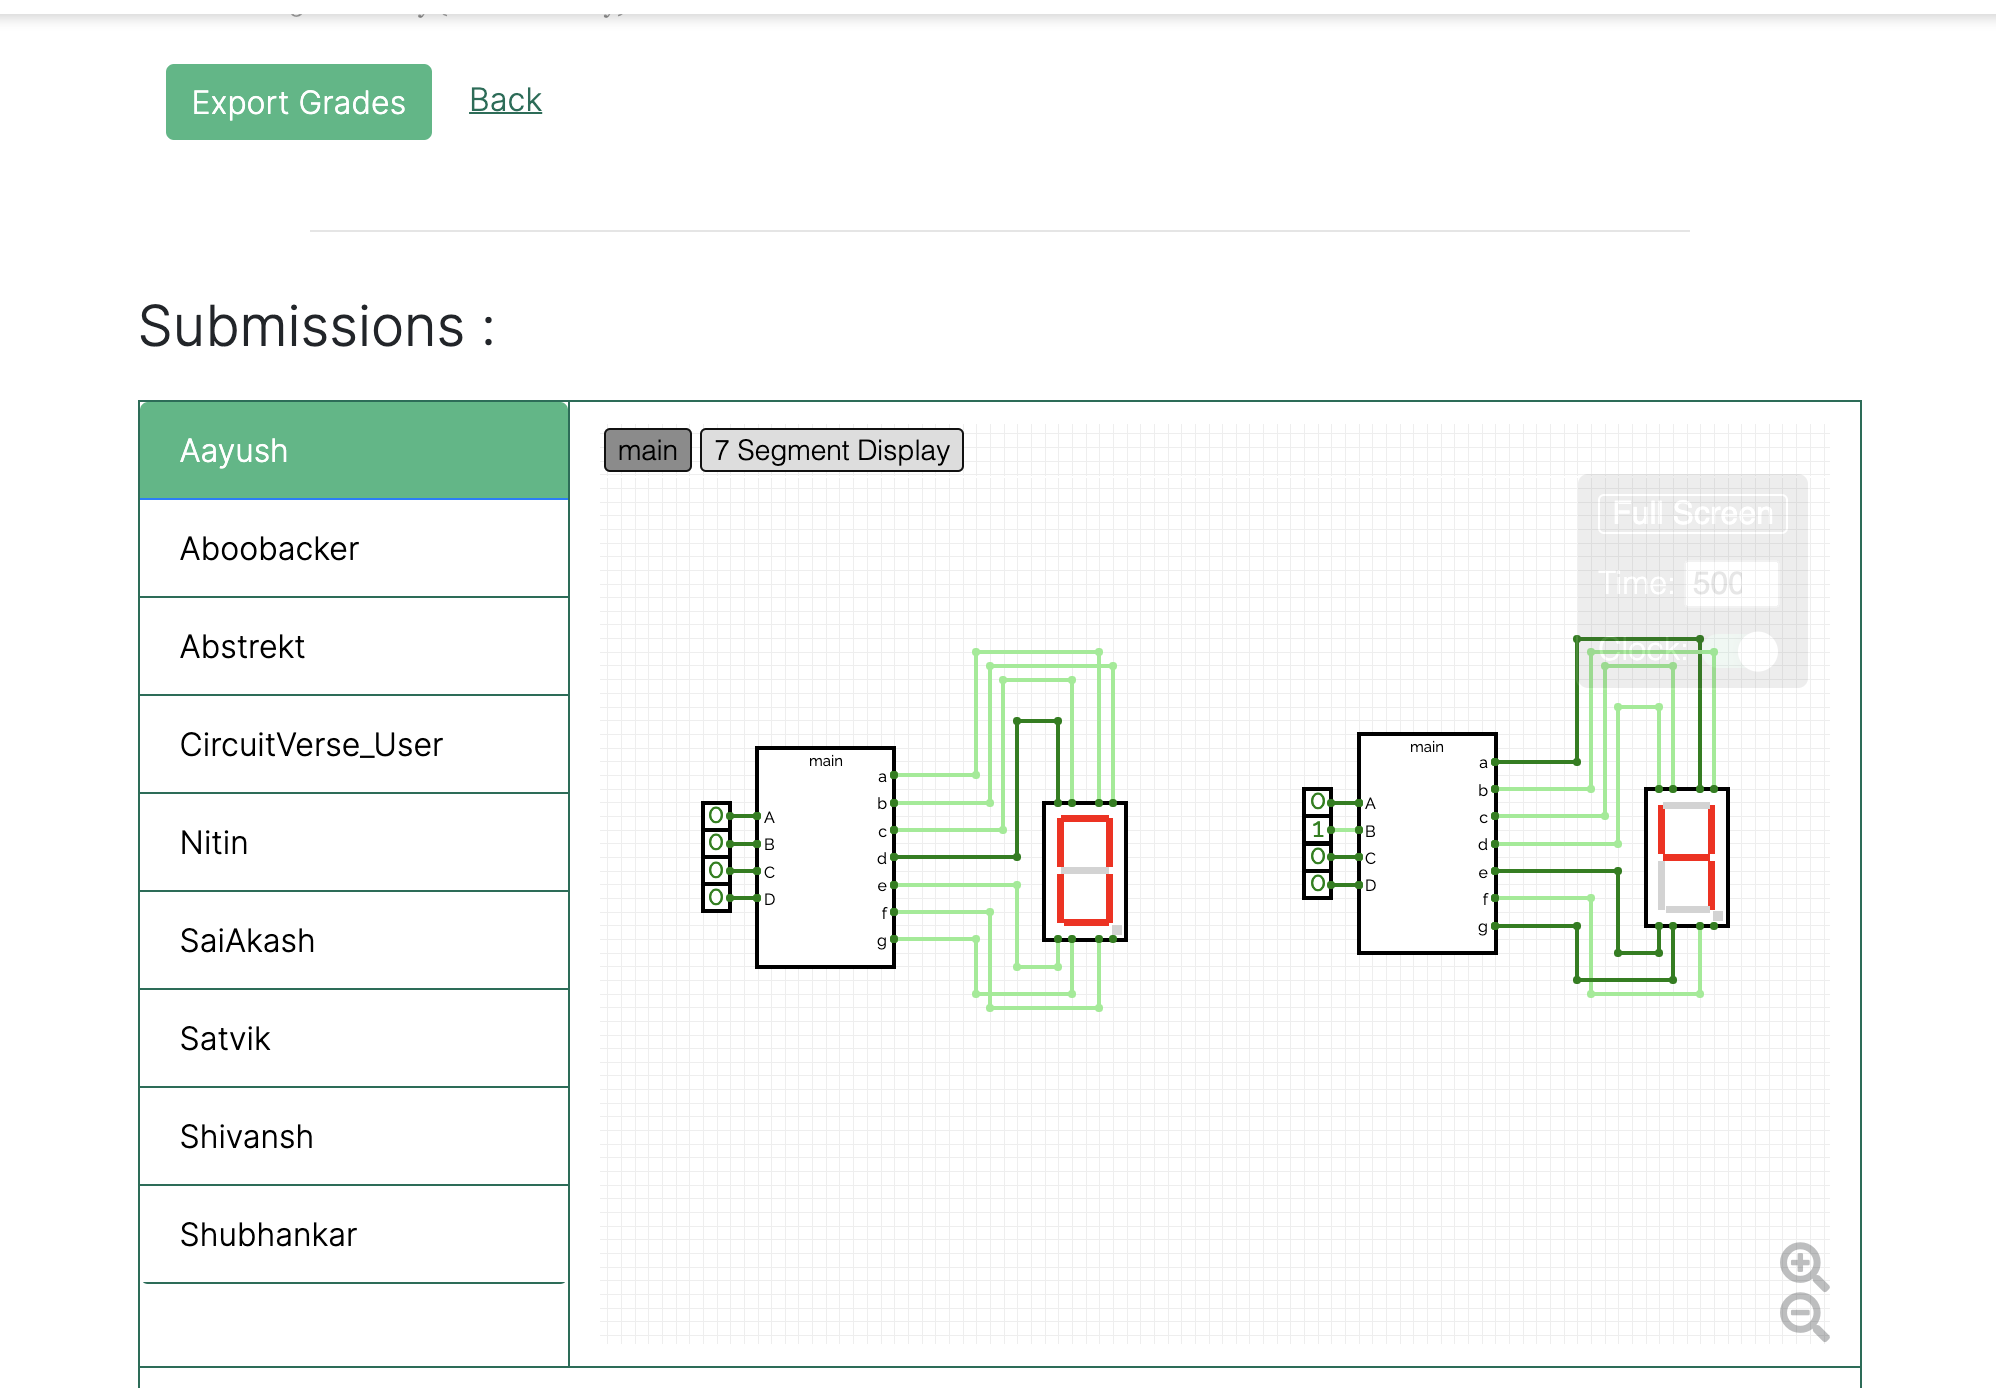 Export Grades Back
Submissions :
Aayush
Aboobacker
Abstrekt
CircuitVerse_User
Nitin
SaiAkash
Satvik
Shivansh
Shubhankar
main 7 Segment Display
Full Screen
Time: 500
Clock:
main
a
b
c
d
e
f
g
0 A
0 B
0 C
0 D
main
a
b
c
d
e
f
g
0 A
1 B
0 C
0 D